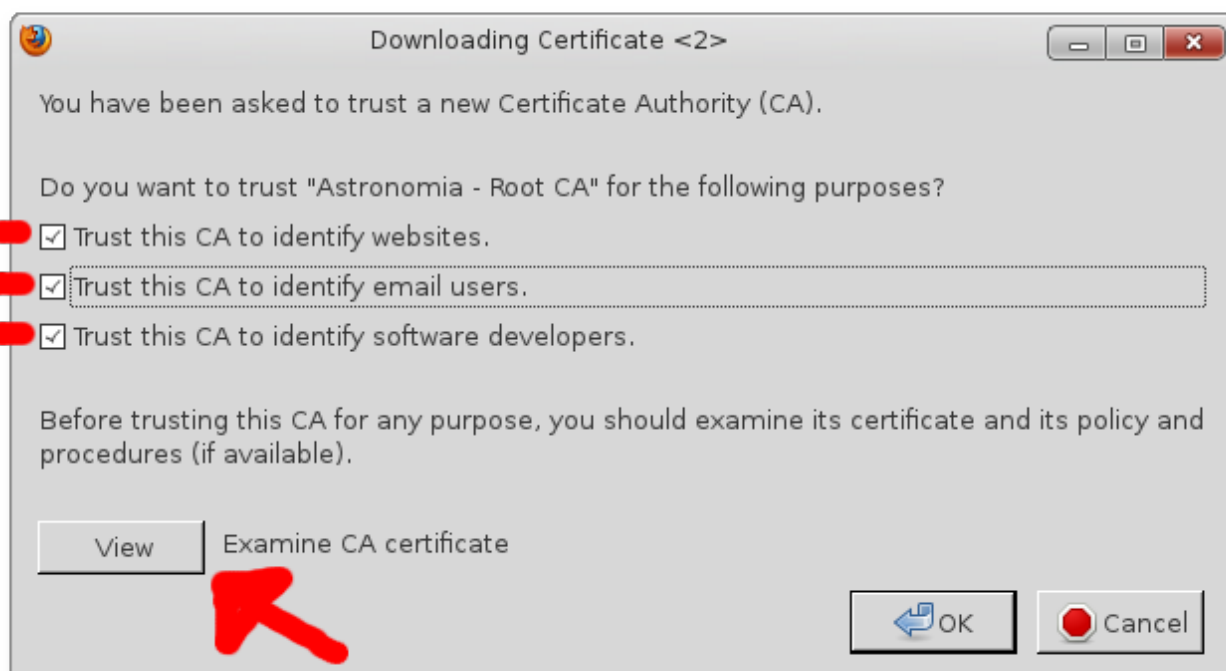 Downloading Certificate <2>
You have been asked to trust a new Certificate Authority (CA).
Do you want to trust "Astronomia - Root CA" for the following purposes?
Trust this CA to identify websites.
Trust this CA to identify email users.
Trust this CA to identify software developers.
Before trusting this CA for any purpose, you should examine its certificate and its policy and
procedures (if available).
View Examine CA certificate
OK Cancel